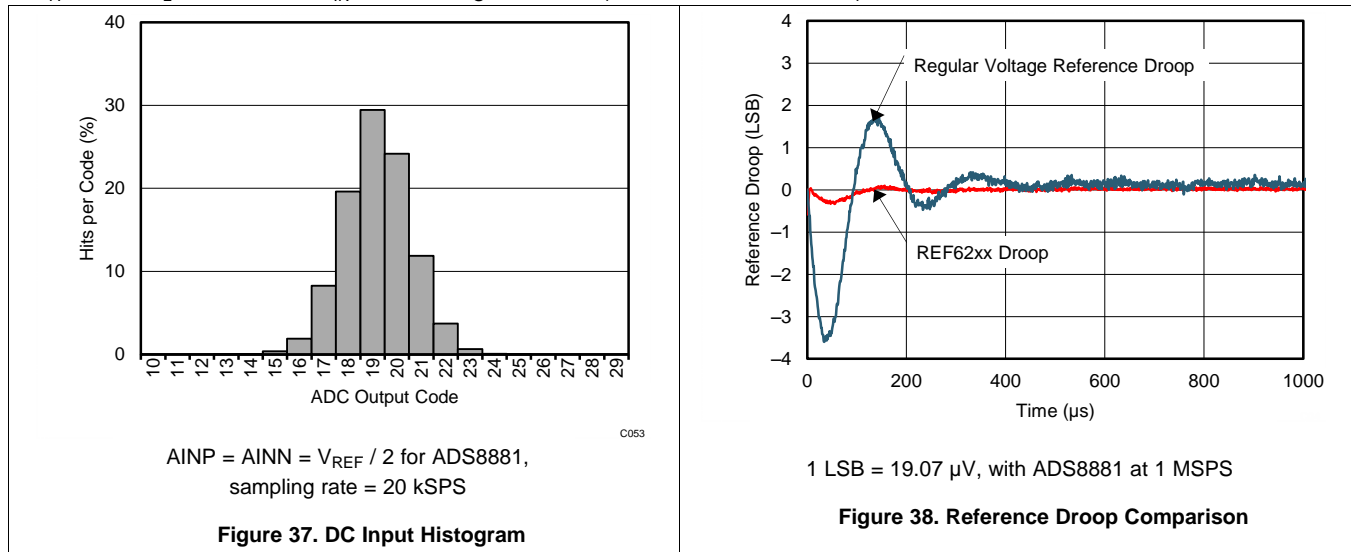 40
30
20
10
0
Hits per Code (%)
10 11 12 13 14 15 16 17 18 19 20 21 22 23 24 25 26 27 28 29
ADC Output Code
C053
AINP = AINN = VREF / 2 for ADS8881,
sampling rate = 20 kSPS
Figure 37. DC Input Histogram
4
3
2
1
0
–1
–2
–3
–4
Reference Droop (LSB)
Regular Voltage Reference Droop
REF62xx Droop
0 200 400 600 800 1000
Time (µs)
1 LSB = 19.07 µV, with ADS8881 at 1 MSPS
Figure 38. Reference Droop Comparison